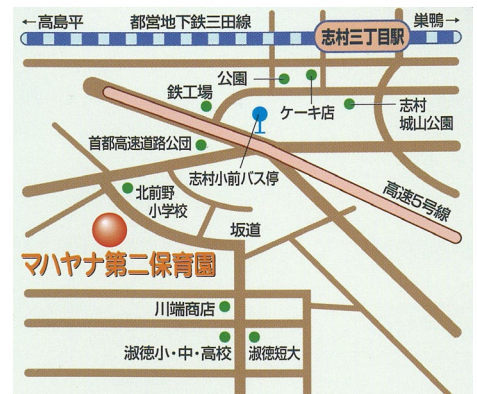 ←高島平
都営地下鉄三田線
巣鴨→
志村三丁目駅
公園
鉄工場
ケーキ店
志村
城山公園
首都高速道路公団
志村小前バス停
高速5号線
北前野
小学校
坂道
マハヤナ第二保育園
川端商店
淑徳小・中・高校
淑徳短大